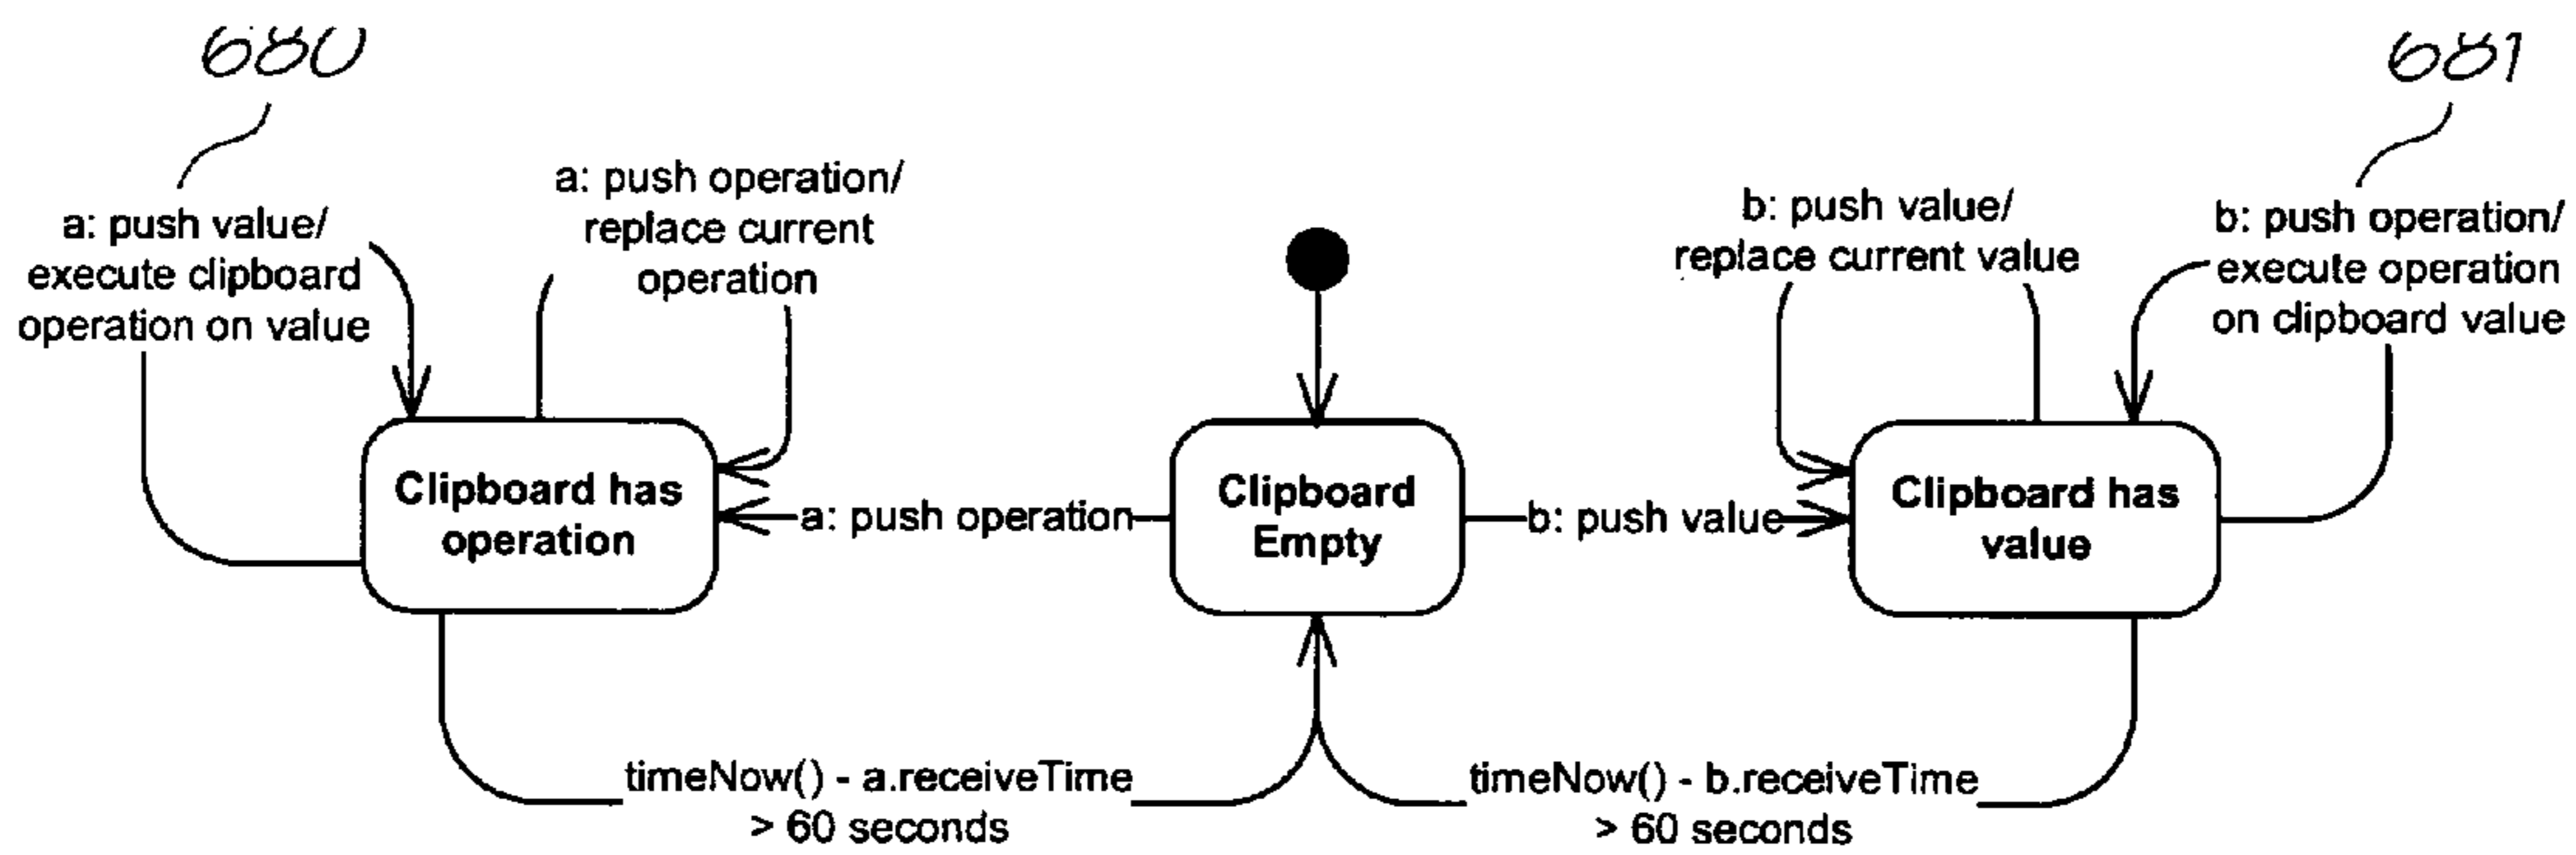 680
681
a: push value/
execute clipboard
operation on value
a: push operation/
replace current
operation
b: push value/
replace current value
b: push operation/
execute operation
on clipboard value
Clipboard has
operation
a: push operation
Clipboard
Empty
b: push value
Clipboard has
value
timeNow() - a.receiveTime
> 60 seconds
timeNow() - b.receiveTime
> 60 seconds